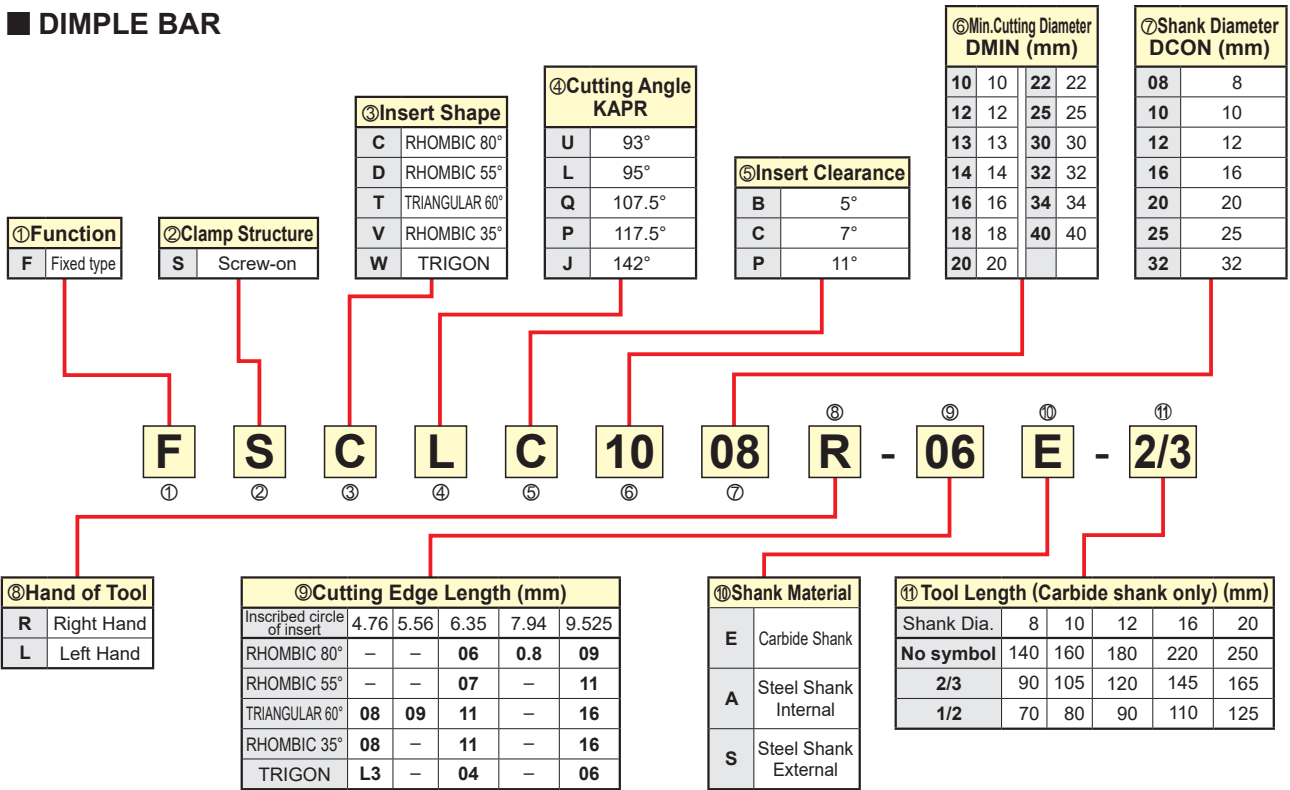 ■ DIMPLE BAR
①Function
F Fixed type
②Clamp Structure
S Screw-on
③Insert Shape
C RHOMBIC 80°
D RHOMBIC 55°
T TRIANGULAR 60°
V RHOMBIC 35°
W TRIGON
④Cutting Angle
KAPR
U 93°
L 95°
Q 107.5°
P 117.5°
J 142°
⑤Insert Clearance
B 5°
C 7°
P 11°
⑥Min.Cutting Diameter
DMIN (mm)
10 10 22 22
12 12 25 25
13 13 30 30
14 14 32 32
16 16 34 34
18 18 40 40
20 20
⑦Shank Diameter
DCON (mm)
08 8
10 10
12 12
16 16
20 20
25 25
32 32
⑧ ⑨ ⑩ ⑪
F S C L C 10 08 R - 06 E - 2/3
① ② ③ ④ ⑤ ⑥ ⑦
⑧Hand of Tool
R Right Hand
L Left Hand
⑨Cutting Edge Length (mm)
Inscribed circle
of insert 4.76 5.56 6.35 7.94 9.525
RHOMBIC 80° – – 06 0.8 09
RHOMBIC 55° – – 07 – 11
TRIANGULAR 60° 08 09 11 – 16
RHOMBIC 35° 08 – 11 – 16
TRIGON L3 – 04 – 06
⑩Shank Material
E Carbide Shank
A Steel Shank
Internal
S Steel Shank
External
⑪ Tool Length (Carbide shank only) (mm)
Shank Dia. 8 10 12 16 20
No symbol 140 160 180 220 250
2/3 90 105 120 145 165
1/2 70 80 90 110 125